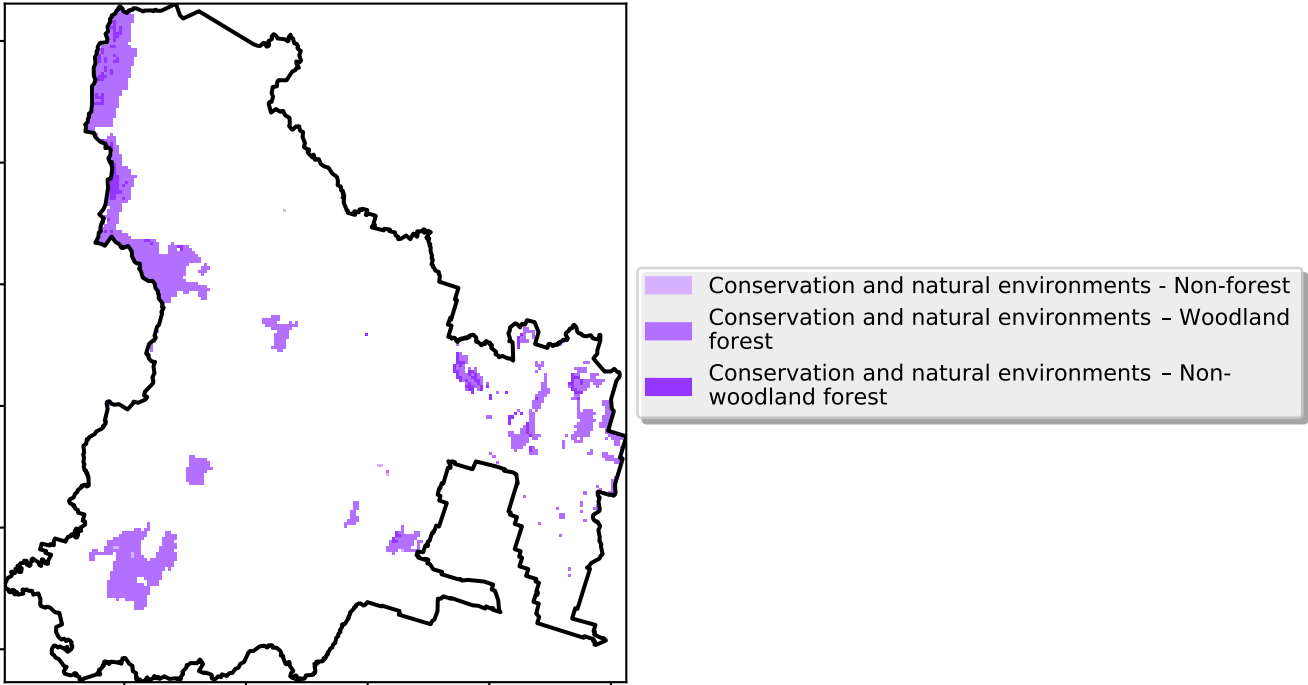 Conservation and natural environments - Non-forest
Conservation and natural environments – Woodland
forest
Conservation and natural environments – Non-
woodland forest